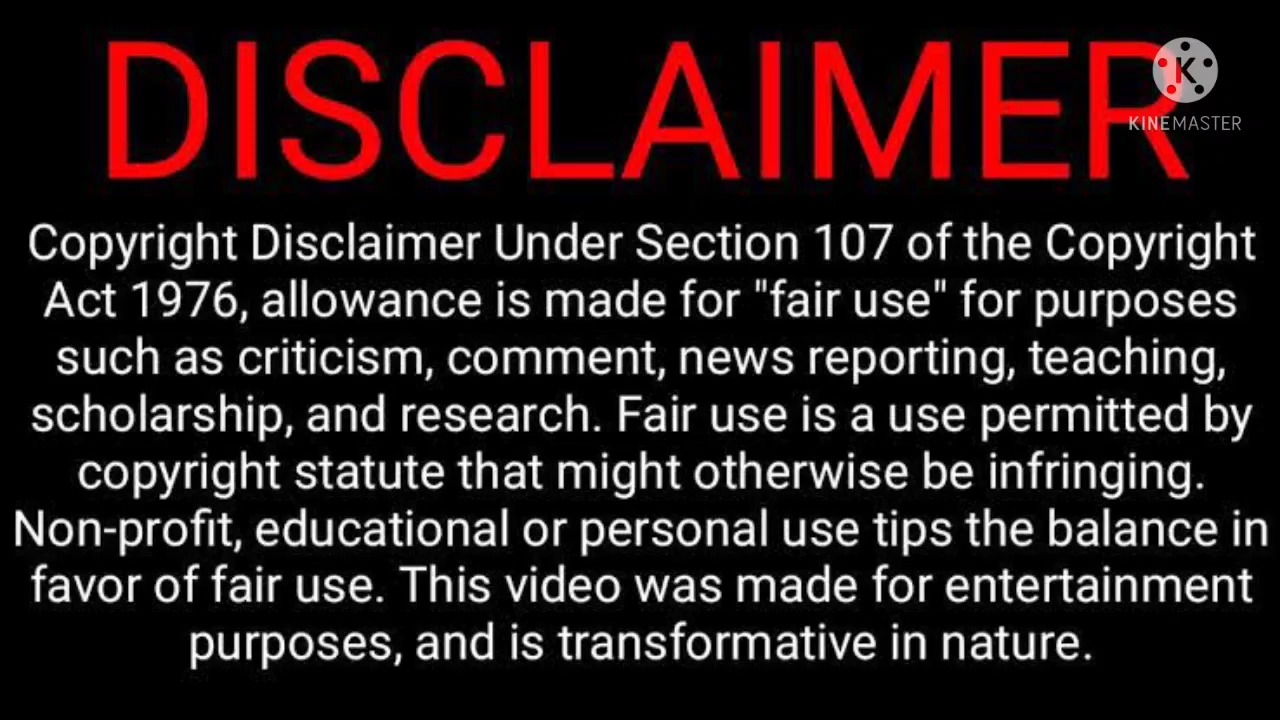 DISCLAIMER
KINEMASTER
Copyright Disclaimer Under Section 107 of the Copyright
Act 1976, allowance is made for "fair use" for purposes
such as criticism, comment, news reporting, teaching,
scholarship, and research. Fair use is a use permitted by
copyright statute that might otherwise be infringing.
Non-profit, educational or personal use tips the balance in
favor of fair use. This video was made for entertainment
purposes, and is transformative in nature.